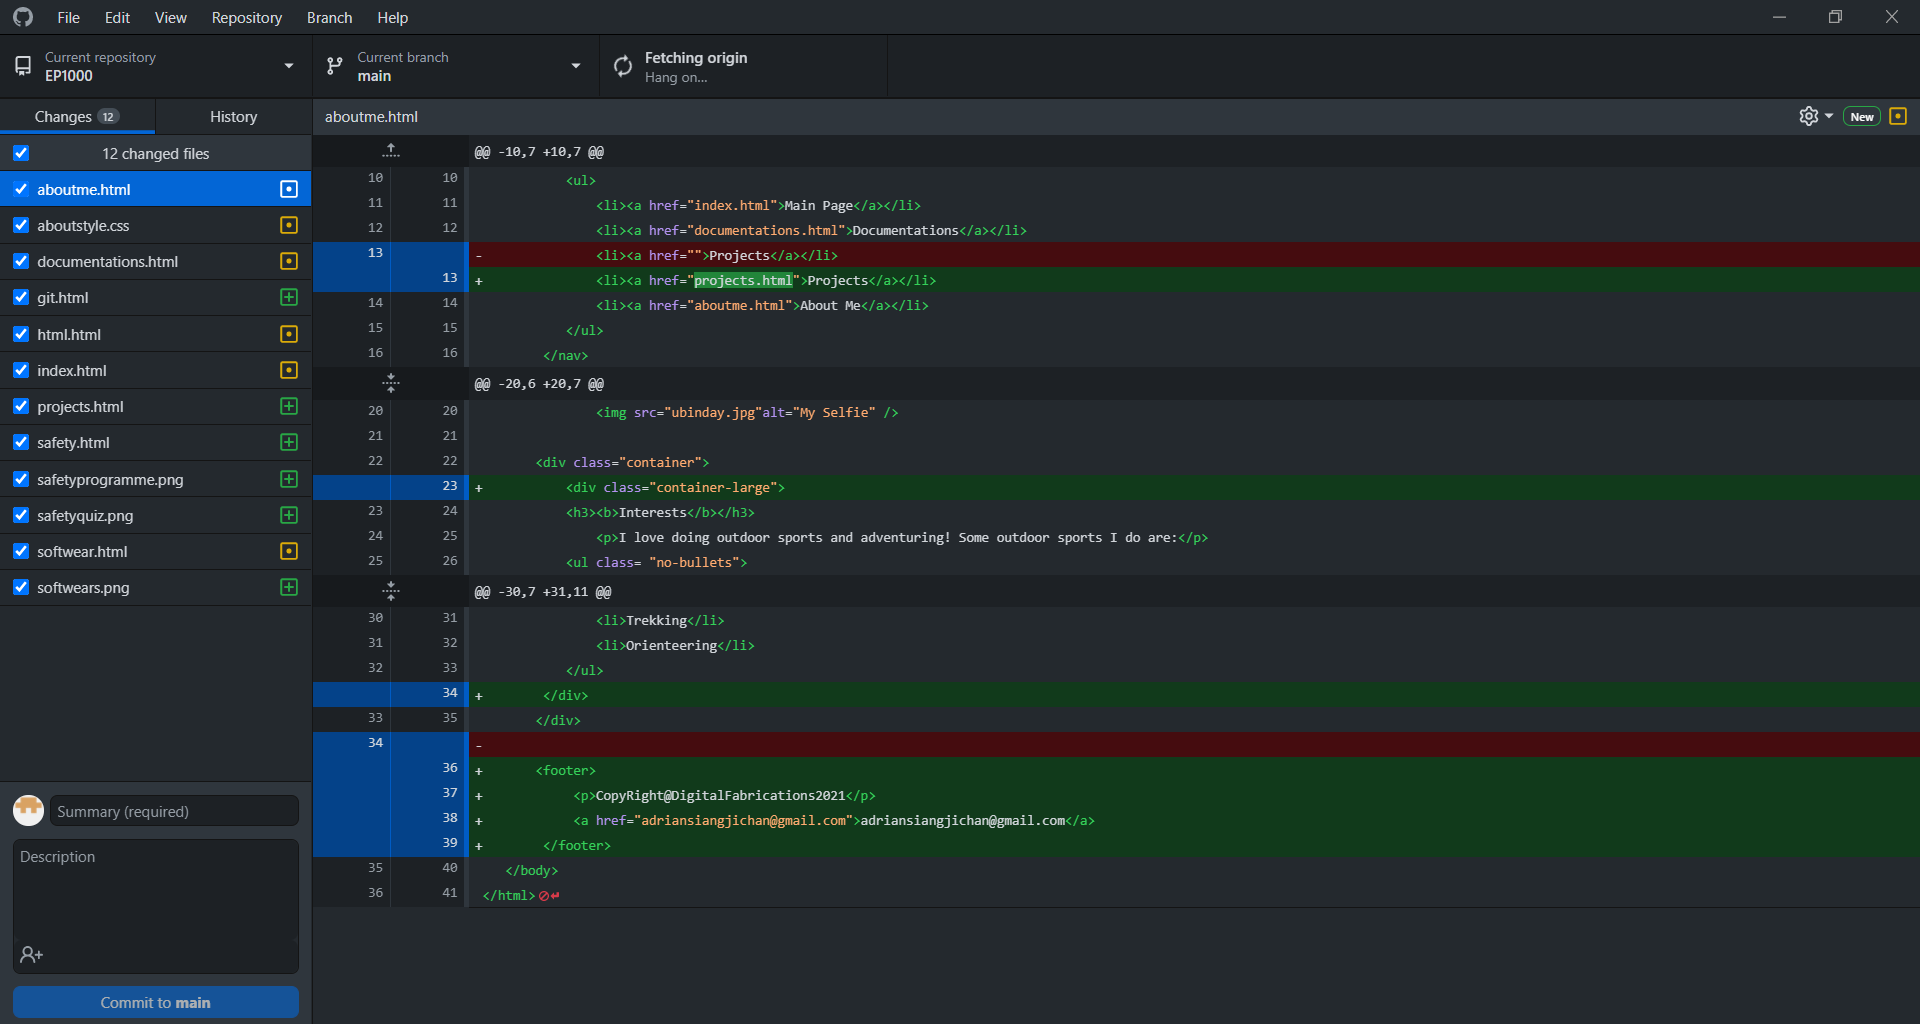 File Edit View Repository Branch Help
Current repository
EP1000
Current branch
main
Fetching origin
Hang on...
Changes 12
History
12 changed files
aboutme.html
aboutstyle.css
documentations.html
git.html
html.html
index.html
projects.html
safety.html
safetyprogramme.png
safetyquiz.png
softwear.html
softwears.png
Summary (required)
Description
Commit to main
aboutme.html
New
@@ -10,7 +10,7 @@
10 10 <ul>
11 11 <li><a href="index.html">Main Page</a></li>
12 12 <li><a href="documentations.html">Documentations</a></li>
13 - <li><a href="">Projects</a></li>
13 + <li><a href="projects.html">Projects</a></li>
14 14 <li><a href="aboutme.html">About Me</a></li>
15 15 </ul>
16 16 </nav>
@@ -20,6 +20,7 @@
20 20 <img src="ubinday.jpg"alt="My Selfie" />
21 21
22 22 <div class="container">
23 + <div class="container-large">
23 24 <h3><b>Interests</b></h3>
24 25 <p>I love doing outdoor sports and adventuring! Some outdoor sports I do are:</p>
25 26 <ul class= "no-bullets">
@@ -30,7 +31,11 @@
30 31 <li>Trekking</li>
31 32 <li>Orienteering</li>
32 33 </ul>
34 + </div>
33 35 </div>
34 -
36 + <footer>
37 + <p>CopyRight@DigitalFabrications2021</p>
38 + <a href="adriansiangjichan@gmail.com">adriansiangjichan@gmail.com</a>
39 + </footer>
35 40 </body>
36 41 </html>